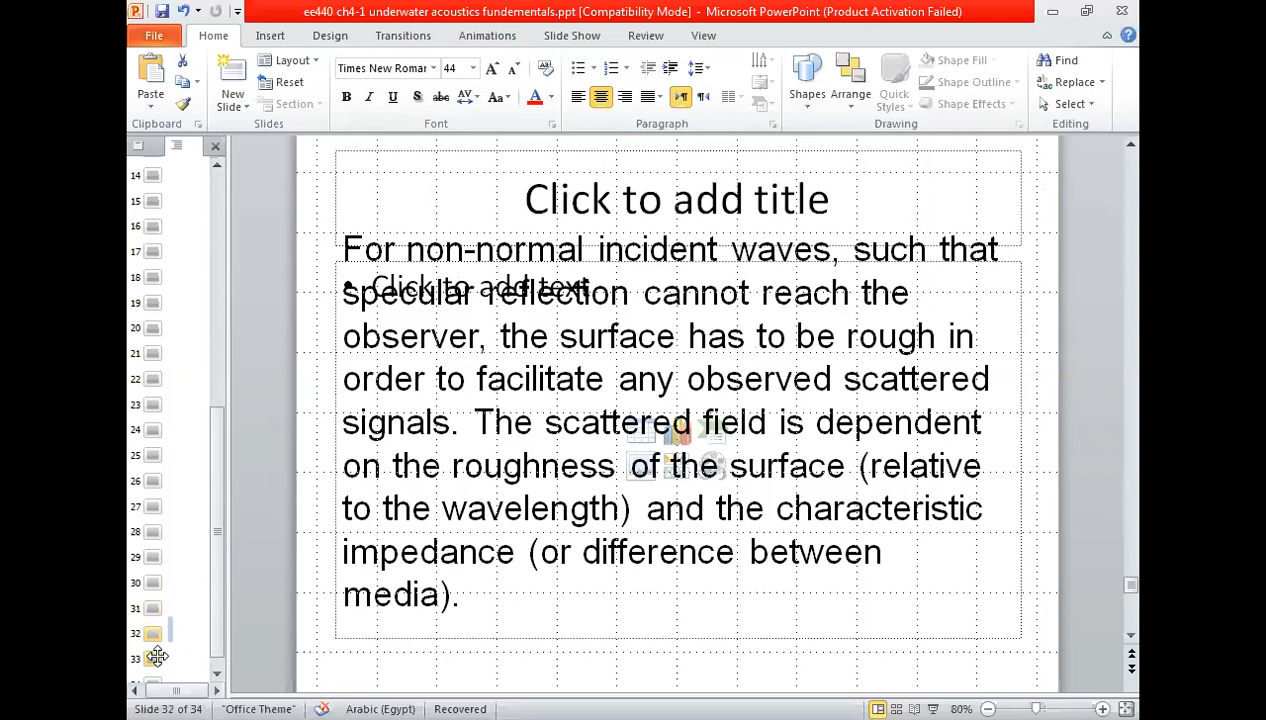 ee440 ch4-1 underwater acoustics fundementals.ppt [Compatibility Mode] - Microsoft PowerPoint (Product Activation Failed)
File Home Insert Design Transitions Animations Slide Show Review View
Paste
New Slide
Layout
Reset
Section
Times New Romar 44
Shapes
Arrange
Quick Styles
Shape Fill
Shape Outline
Shape Effects
Find
Replace
Select
Clipboard Slides Font Paragraph Drawing Editing
14
15
16
17
18
19
20
21
22
23
24
25
26
27
28
29
30
31
32
33
Click to add title
Click to add text
For non-normal incident waves, such that
specular reflection cannot reach the
observer, the surface has to be rough in
order to facilitate any observed scattered
signals. The scattered field is dependent
on the roughness of the surface (relative
to the wavelength) and the characteristic
impedance (or difference between
media).
Slide 32 of 34 "Office Theme" Arabic (Egypt) Recovered 80%